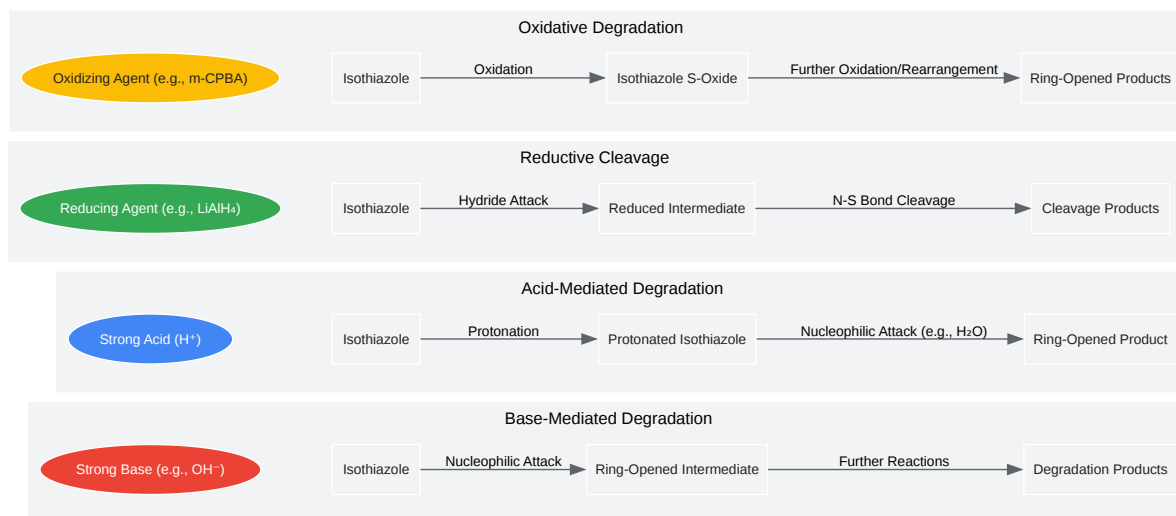 Oxidative Degradation
Oxidizing Agent (e.g., m-CPBA)
Isothiazole
Oxidation
Isothiazole S-Oxide
Further Oxidation/Rearrangement
Ring-Opened Products
Reductive Cleavage
Reducing Agent (e.g., LiAlH₄)
Isothiazole
Hydride Attack
Reduced Intermediate
N-S Bond Cleavage
Cleavage Products
Acid-Mediated Degradation
Strong Acid (H⁺)
Isothiazole
Protonation
Protonated Isothiazole
Nucleophilic Attack (e.g., H₂O)
Ring-Opened Product
Base-Mediated Degradation
Strong Base (e.g., OH⁻)
Isothiazole
Nucleophilic Attack
Ring-Opened Intermediate
Further Reactions
Degradation Products